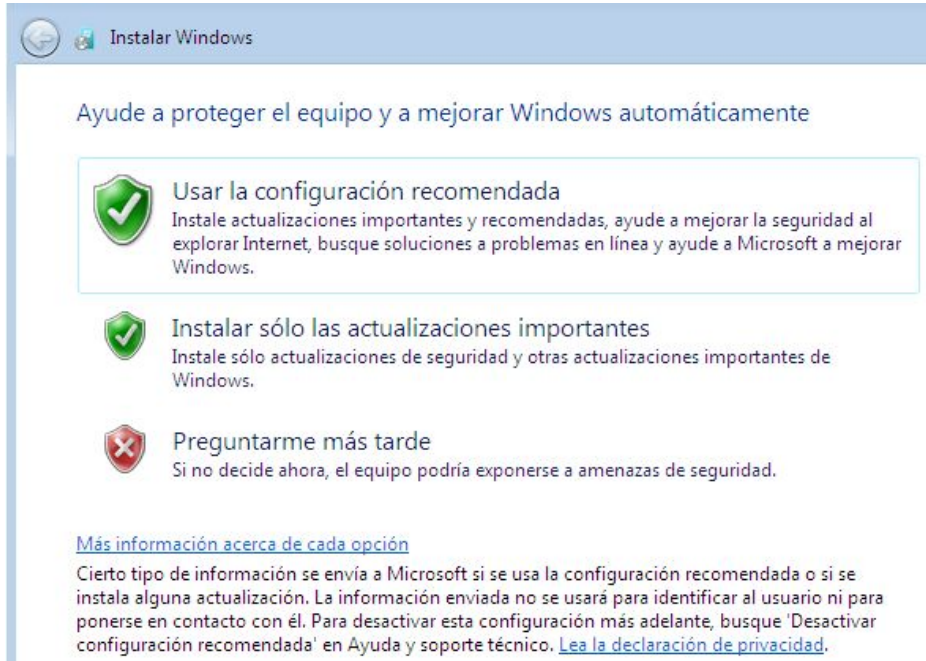 Instalar Windows
Ayude a proteger el equipo y a mejorar Windows automáticamente
Usar la configuración recomendada
Instale actualizaciones importantes y recomendadas, ayude a mejorar la seguridad al
explorar Internet, busque soluciones a problemas en línea y ayude a Microsoft a mejorar
Windows.
Instalar sólo las actualizaciones importantes
Instale sólo actualizaciones de seguridad y otras actualizaciones importantes de
Windows.
Preguntarme más tarde
Si no decide ahora, el equipo podría exponerse a amenazas de seguridad.
Más información acerca de cada opción
Cierto tipo de información se envía a Microsoft si se usa la configuración recomendada o si se
instala alguna actualización. La información enviada no se usará para identificar al usuario ni para
ponerse en contacto con él. Para desactivar esta configuración más adelante, busque 'Desactivar
configuración recomendada' en Ayuda y soporte técnico. Lea la declaración de privacidad.